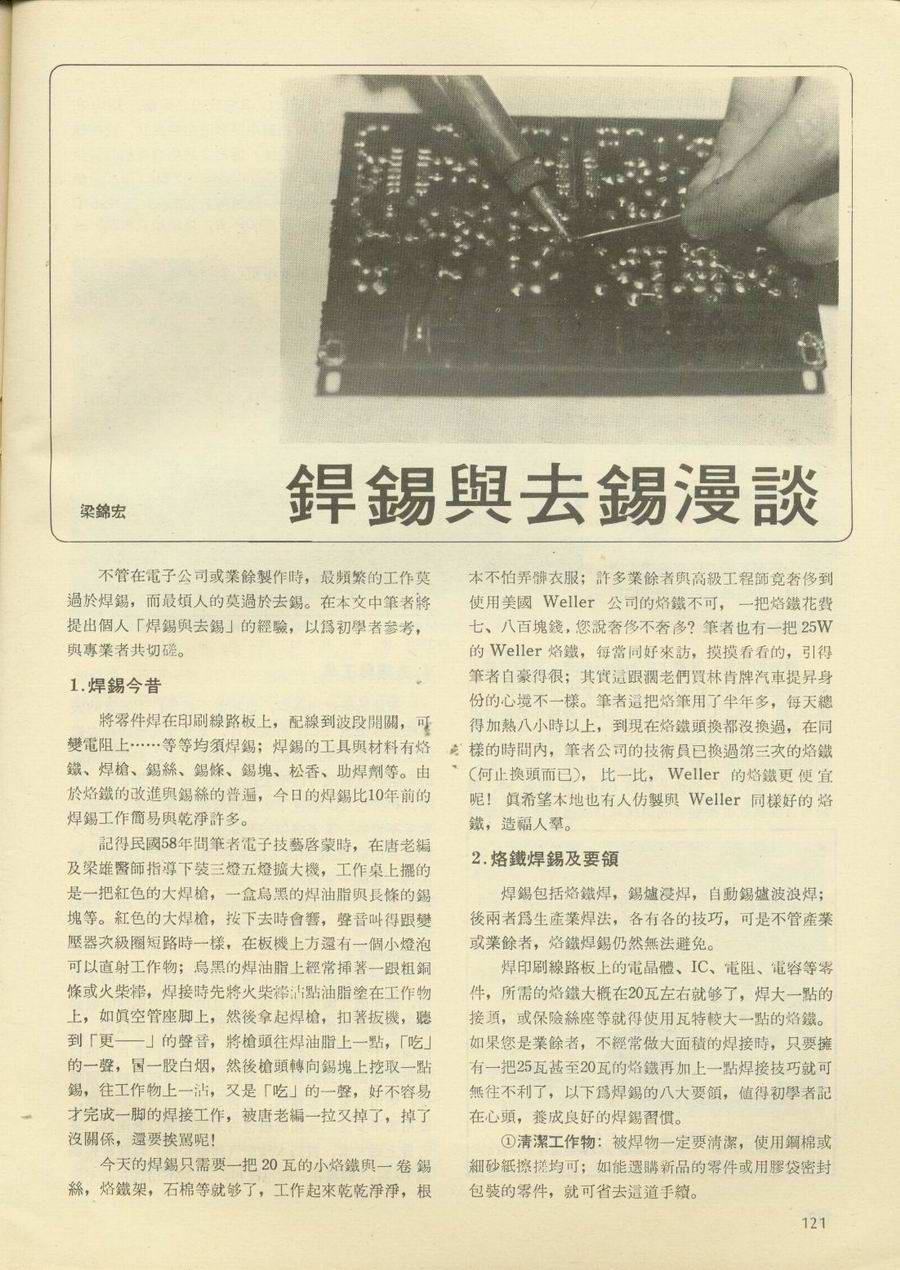 銲錫與去錫漫談
梁錦宏
不管在電子公司或業餘製作時，最頻繁的工作莫
過於焊錫，而最煩人的莫過於去錫。在本文中筆者將
提出個人「焊錫與去錫」的經驗，以爲初學者參考，
與專業者共切磋。
1.焊錫今昔
將零件焊在印刷線路板上，配線到波段開關，可
變電阻上……等等均須焊錫；焊錫的工具與材料有烙
鐵、焊槍、錫絲、錫條、錫塊、松香、助焊劑等。由
於烙鐵的改進與錫絲的普遍，今日的焊錫比10年前的
焊錫工作簡易與乾淨許多。
記得民國58年間筆者電子技藝啓蒙時，在唐老編
及梁雄醫師指導下裝三燈五燈擴大機，工作桌上擺的
是一把紅色的大焊槍，一盒烏黑的焊油脂與長條的錫
塊等。紅色的大焊槍，按下去時會響，聲音叫得跟變
壓器次級圈短路時一樣，在板機上方還有一個小燈泡
可以直射工作物；烏黑的焊油脂上經常揷著一跟粗銅
條或火柴棒，焊接時先將火柴棒沾點油脂塗在工作物
上，如眞空管座脚上，然後拿起焊槍，扣著扳機，聽
到「更——」的聲音，將槍頭往焊油脂上一點，「吃」
的一聲，冒一股白烟，然後槍頭轉向錫塊上挖取一點
錫，往工作物上一沾，又是「吃」的一聲，好不容易
才完成一脚的焊接工作，被唐老編一拉又掉了，掉了
沒關係，還要挨罵呢！
今天的焊錫只需要一把 20 瓦的小烙鐵與一卷錫
絲，烙鐵架，石棉等就够了，工作起來乾乾淨淨，根
本不怕弄髒衣服；許多業餘者與高級工程師竟奢侈到
使用美國 Weller 公司的烙鐵不可，一把烙鐵花費
七、八百塊錢，您說奢侈不奢侈？筆者也有一把 25W
的 Weller 烙鐵，每當同好來訪，摸摸看看的，引得
筆者自豪得很；其實這跟濶老們買林肯牌汽車提昇身
份的心境不一樣。筆者這把烙筆用了半年多，每天總
得加熱八小時以上，到現在烙鐵頭換都沒換過，在同
樣的時間內，筆者公司的技術員已換過第三次的烙鐵
(何止換頭而已)，比一比，Weller 的烙鐵更便宜
呢！眞希望本地也有人仿製與 Weller 同樣好的烙
鐵，造福人羣。
2.烙鐵焊錫及要領
焊錫包括烙鐵焊，錫爐浸焊，自動錫爐波浪焊；
後兩者爲生產業焊法，各有各的技巧，可是不管產業
或業餘者，烙鐵焊錫仍然無法避免。
焊印刷線路板上的電晶體、IC、電阻、電容等零
件，所需的烙鐵大槪在20瓦左右就够了，焊大一點的
接頭，或保險絲座等就得使用瓦特較大一點的烙鐵。
如果您是業餘者，不經常做大面積的焊接時，只要擁
有一把25瓦甚至20瓦的烙鐵再加上一點焊接技巧就可
無往不利了，以下爲焊錫的八大要領，値得初學者記
在心頭，養成良好的焊錫習慣。
①清潔工作物：被焊物一定要清潔，使用鋼棉或
細砂紙擦搓均可；如能選購新品的零件或用膠袋密封
包裝的零件，就可省去這道手續。
121